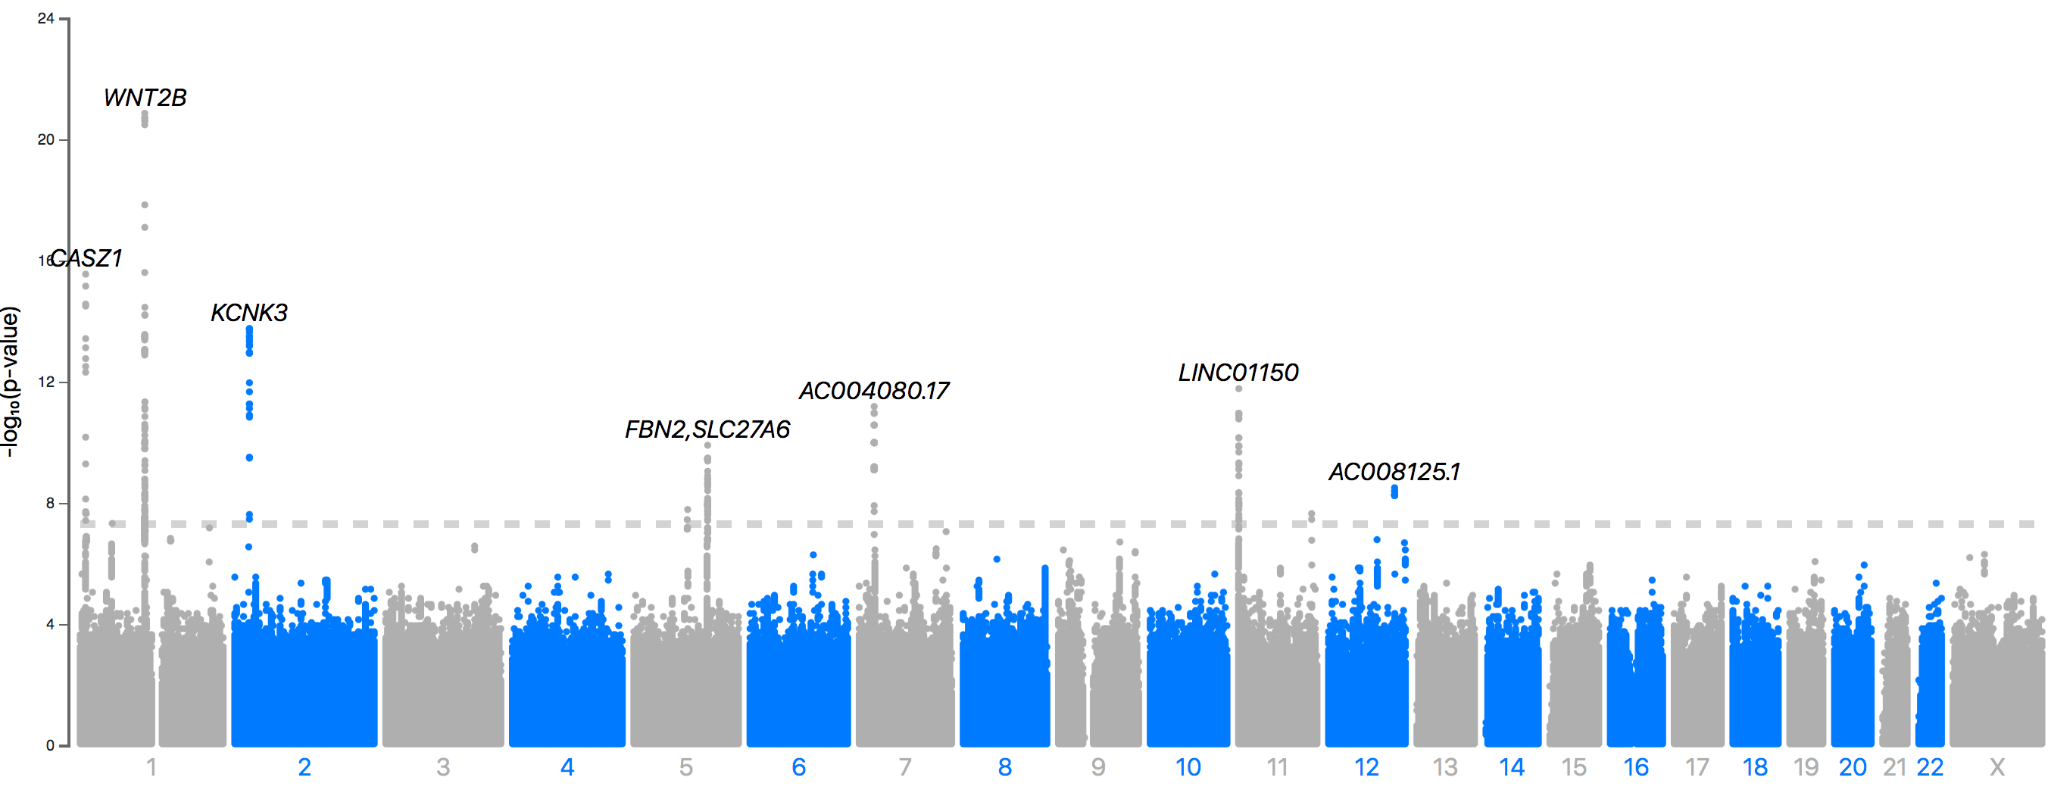 24
WNT2B
20
CASZ1
16
KCNK3
-log₁₀(p-value)
LINC01150
12
AC004080.17
FBN2,SLC27A6
AC008125.1
8
4
0
1 2 3 4 5 6 7 8 9 10 11 12 13 14 15 16 17 18 19 20 21 22 X